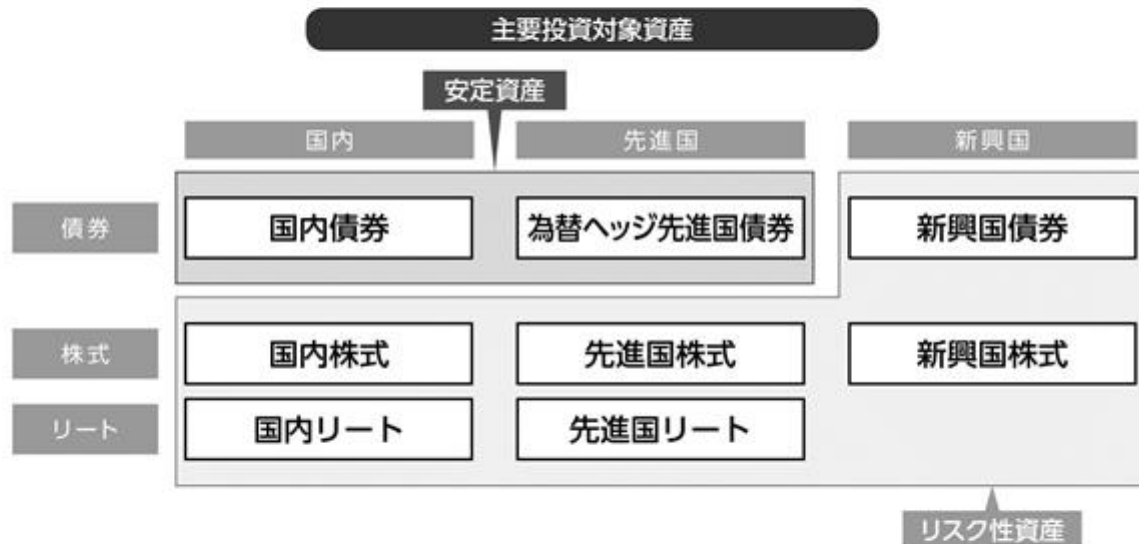 主要投資対象資産
安定資産
国内 先進国 新興国
債券 国内債券 為替ヘッジ先進国債券 新興国債券
株式 国内株式 先進国株式 新興国株式
リート 国内リート 先進国リート
リスク性資産